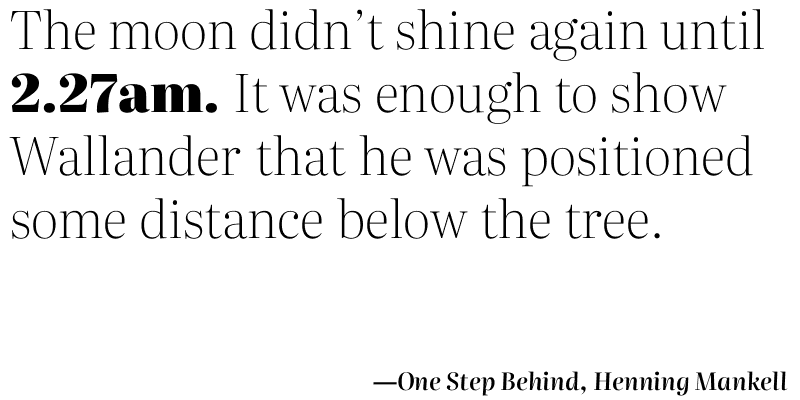 The moon didn’t shine again until
2.27am. It was enough to show
Wallander that he was positioned
some distance below the tree.
—One Step Behind, Henning Mankell